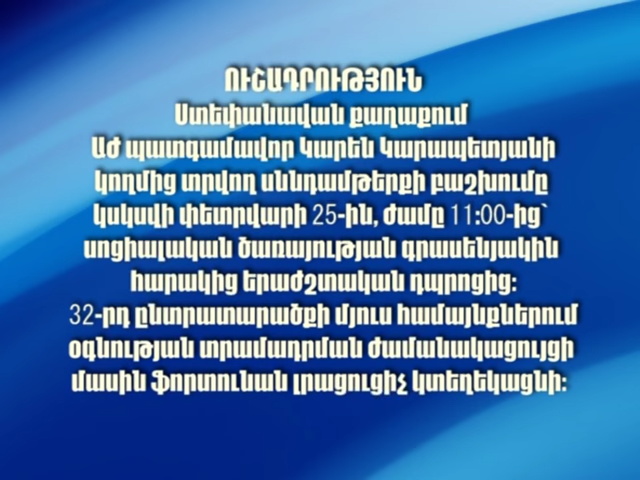 ՈՒՇԱԴՐՈՒԹՅՈՒՆ
Ստեփանավան քաղաքում
ԱԺ պատգամավոր Կարեն Կարապետյանի
կողմից տրվող սննդամթերքի բաշխումը
կսկսվի փետրվարի 25-ին, ժամը 11:00-ից՝
սոցիալական ծառայության գրասենյակին
հարակից երաժշտական դպրոցից:
32-րդ ընտրատարածքի մյուս համայնքներում
օգնության տրամադրման ժամանակացույցի
մասին ֆորտունան լրացուցիչ կտեղեկացնի: